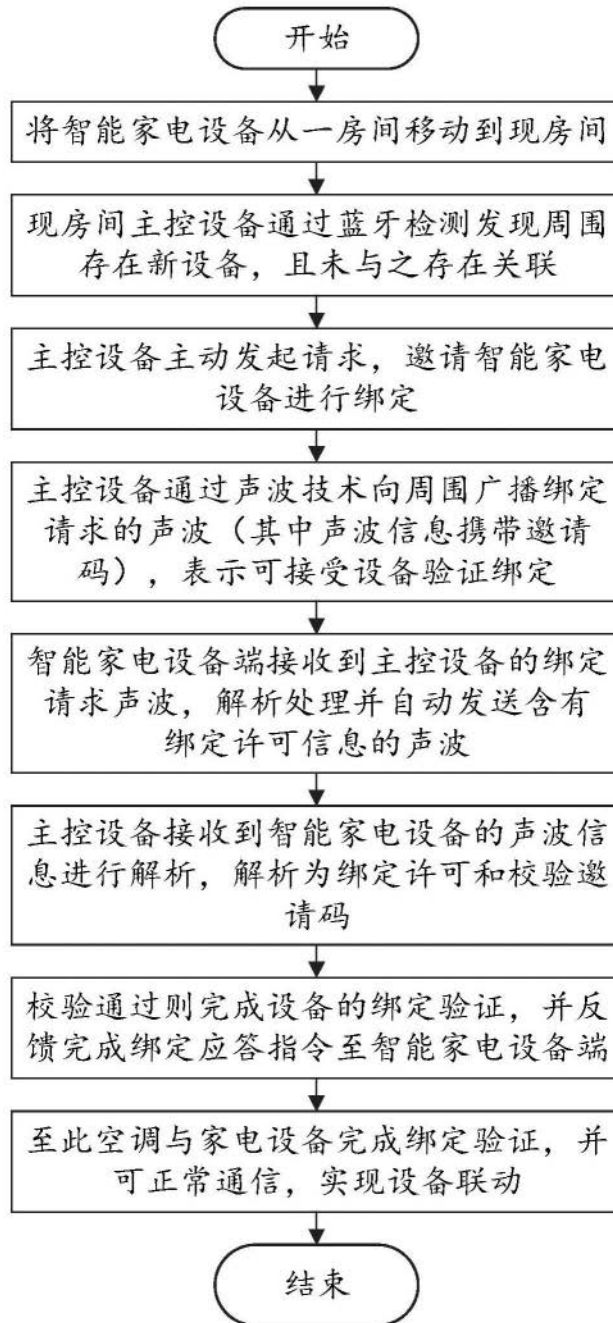 开始
将智能家电设备从一房间移动到现房间
现房间主控设备通过蓝牙检测发现周围
存在新设备，且未与之存在关联
主控设备主动发起请求，邀请智能家电
设备进行绑定
主控设备通过声波技术向周围广播绑定
请求的声波（其中声波信息携带邀请
码），表示可接受设备验证绑定
智能家电设备端接收到主控设备的绑定
请求声波，解析处理并自动发送含有
绑定许可信息的声波
主控设备接收到智能家电设备的声波信
息进行解析，解析为绑定许可和校验邀
请码
校验通过则完成设备的绑定验证，并反
馈完成绑定应答指令至智能家电设备端
至此空调与家电设备完成绑定验证，并
可正常通信，实现设备联动
结束